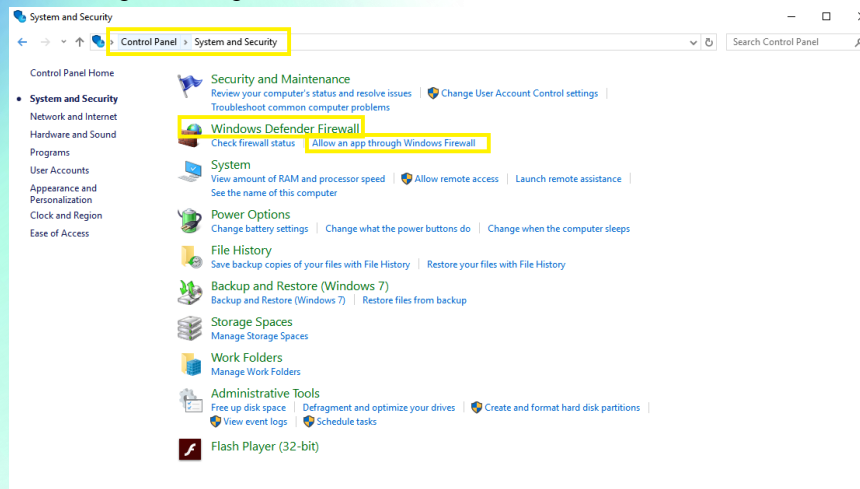 System and Security
Control Panel > System and Security
Search Control Panel
Control Panel Home
System and Security
Network and Internet
Hardware and Sound
Programs
User Accounts
Appearance and
Personalization
Clock and Region
Ease of Access
Security and Maintenance
Review your computer's status and resolve issues
Change User Account Control settings
Troubleshoot common computer problems
Windows Defender Firewall
Check firewall status
Allow an app through Windows Firewall
System
View amount of RAM and processor speed
Allow remote access
Launch remote assistance
See the name of this computer
Power Options
Change battery settings
Change what the power buttons do
Change when the computer sleeps
File History
Save backup copies of your files with File History
Restore your files with File History
Backup and Restore (Windows 7)
Backup and Restore (Windows 7)
Restore files from backup
Storage Spaces
Manage Storage Spaces
Work Folders
Manage Work Folders
Administrative Tools
Free up disk space
Defragment and optimize your drives
Create and format hard disk partitions
View event logs
Schedule tasks
Flash Player (32-bit)